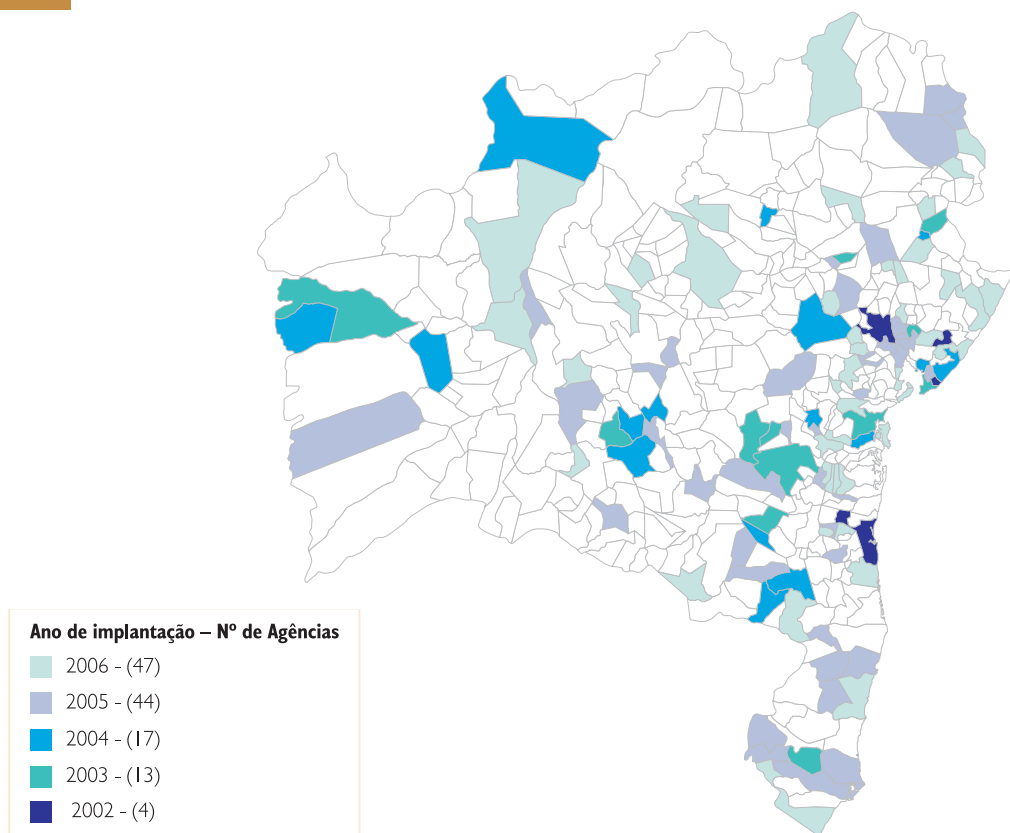 Ano de implantação – Nº de Agências
2006 - (47)
2005 - (44)
2004 - (17)
2003 - (13)
2002 - (4)